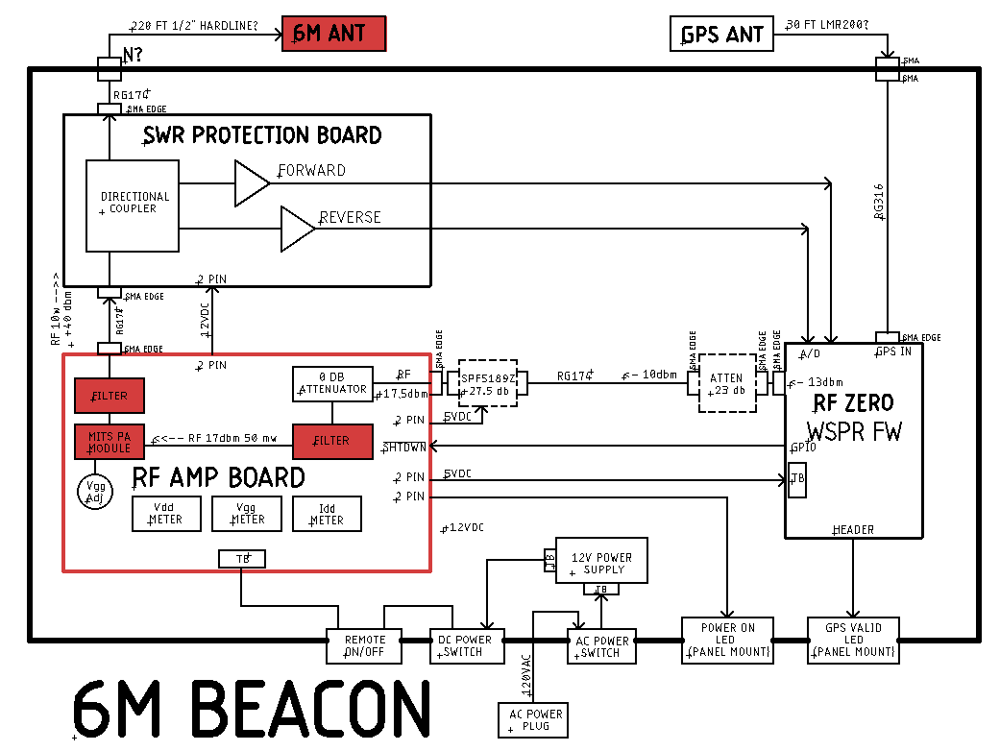 220 FT 1/2" HARDLINE?
6M ANT
GPS ANT
30 FT LMR200?
N?
SMA
SMA
RG174
SMA EDGE
SWR PROTECTION BOARD
DIRECTIONAL
COUPLER
FORWARD
REVERSE
RG316
2 PIN
SMA EDGE
RF 10w -->>
+40 dbm
RG174
12VDC
SMA EDGE
2 PIN
SMA EDGE
GPS IN
A/D
FILTER
0 DB
ATTENUATOR
RF
+17.5dbm
SMA EDGE
SPF5189Z
+27.5 db
RG174
<- 10dbm
SMA EDGE
ATTEN
23 db
SMA EDGE
SMA EDGE
<- 13dbm
RF ZERO
WSPR FW
MITS PA
MODULE
<<-- RF 17dbm 50 mw
FILTER
2 PIN
5VDC
SHTDWN
GPIO
Vgg
Adj
RF AMP BOARD
2 PIN
5VDC
TB
2 PIN
Vdd
METER
Vgg
METER
Idd
METER
+12VDC
HEADER
TB
TB
12V POWER
SUPPLY
TB
REMOTE
ON/OFF
DC POWER
SWITCH
AC POWER
SWITCH
POWER ON
LED
(PANEL MOUNT)
GPS VALID
LED
(PANEL MOUNT)
120VAC
6M BEACON
AC POWER
PLUG